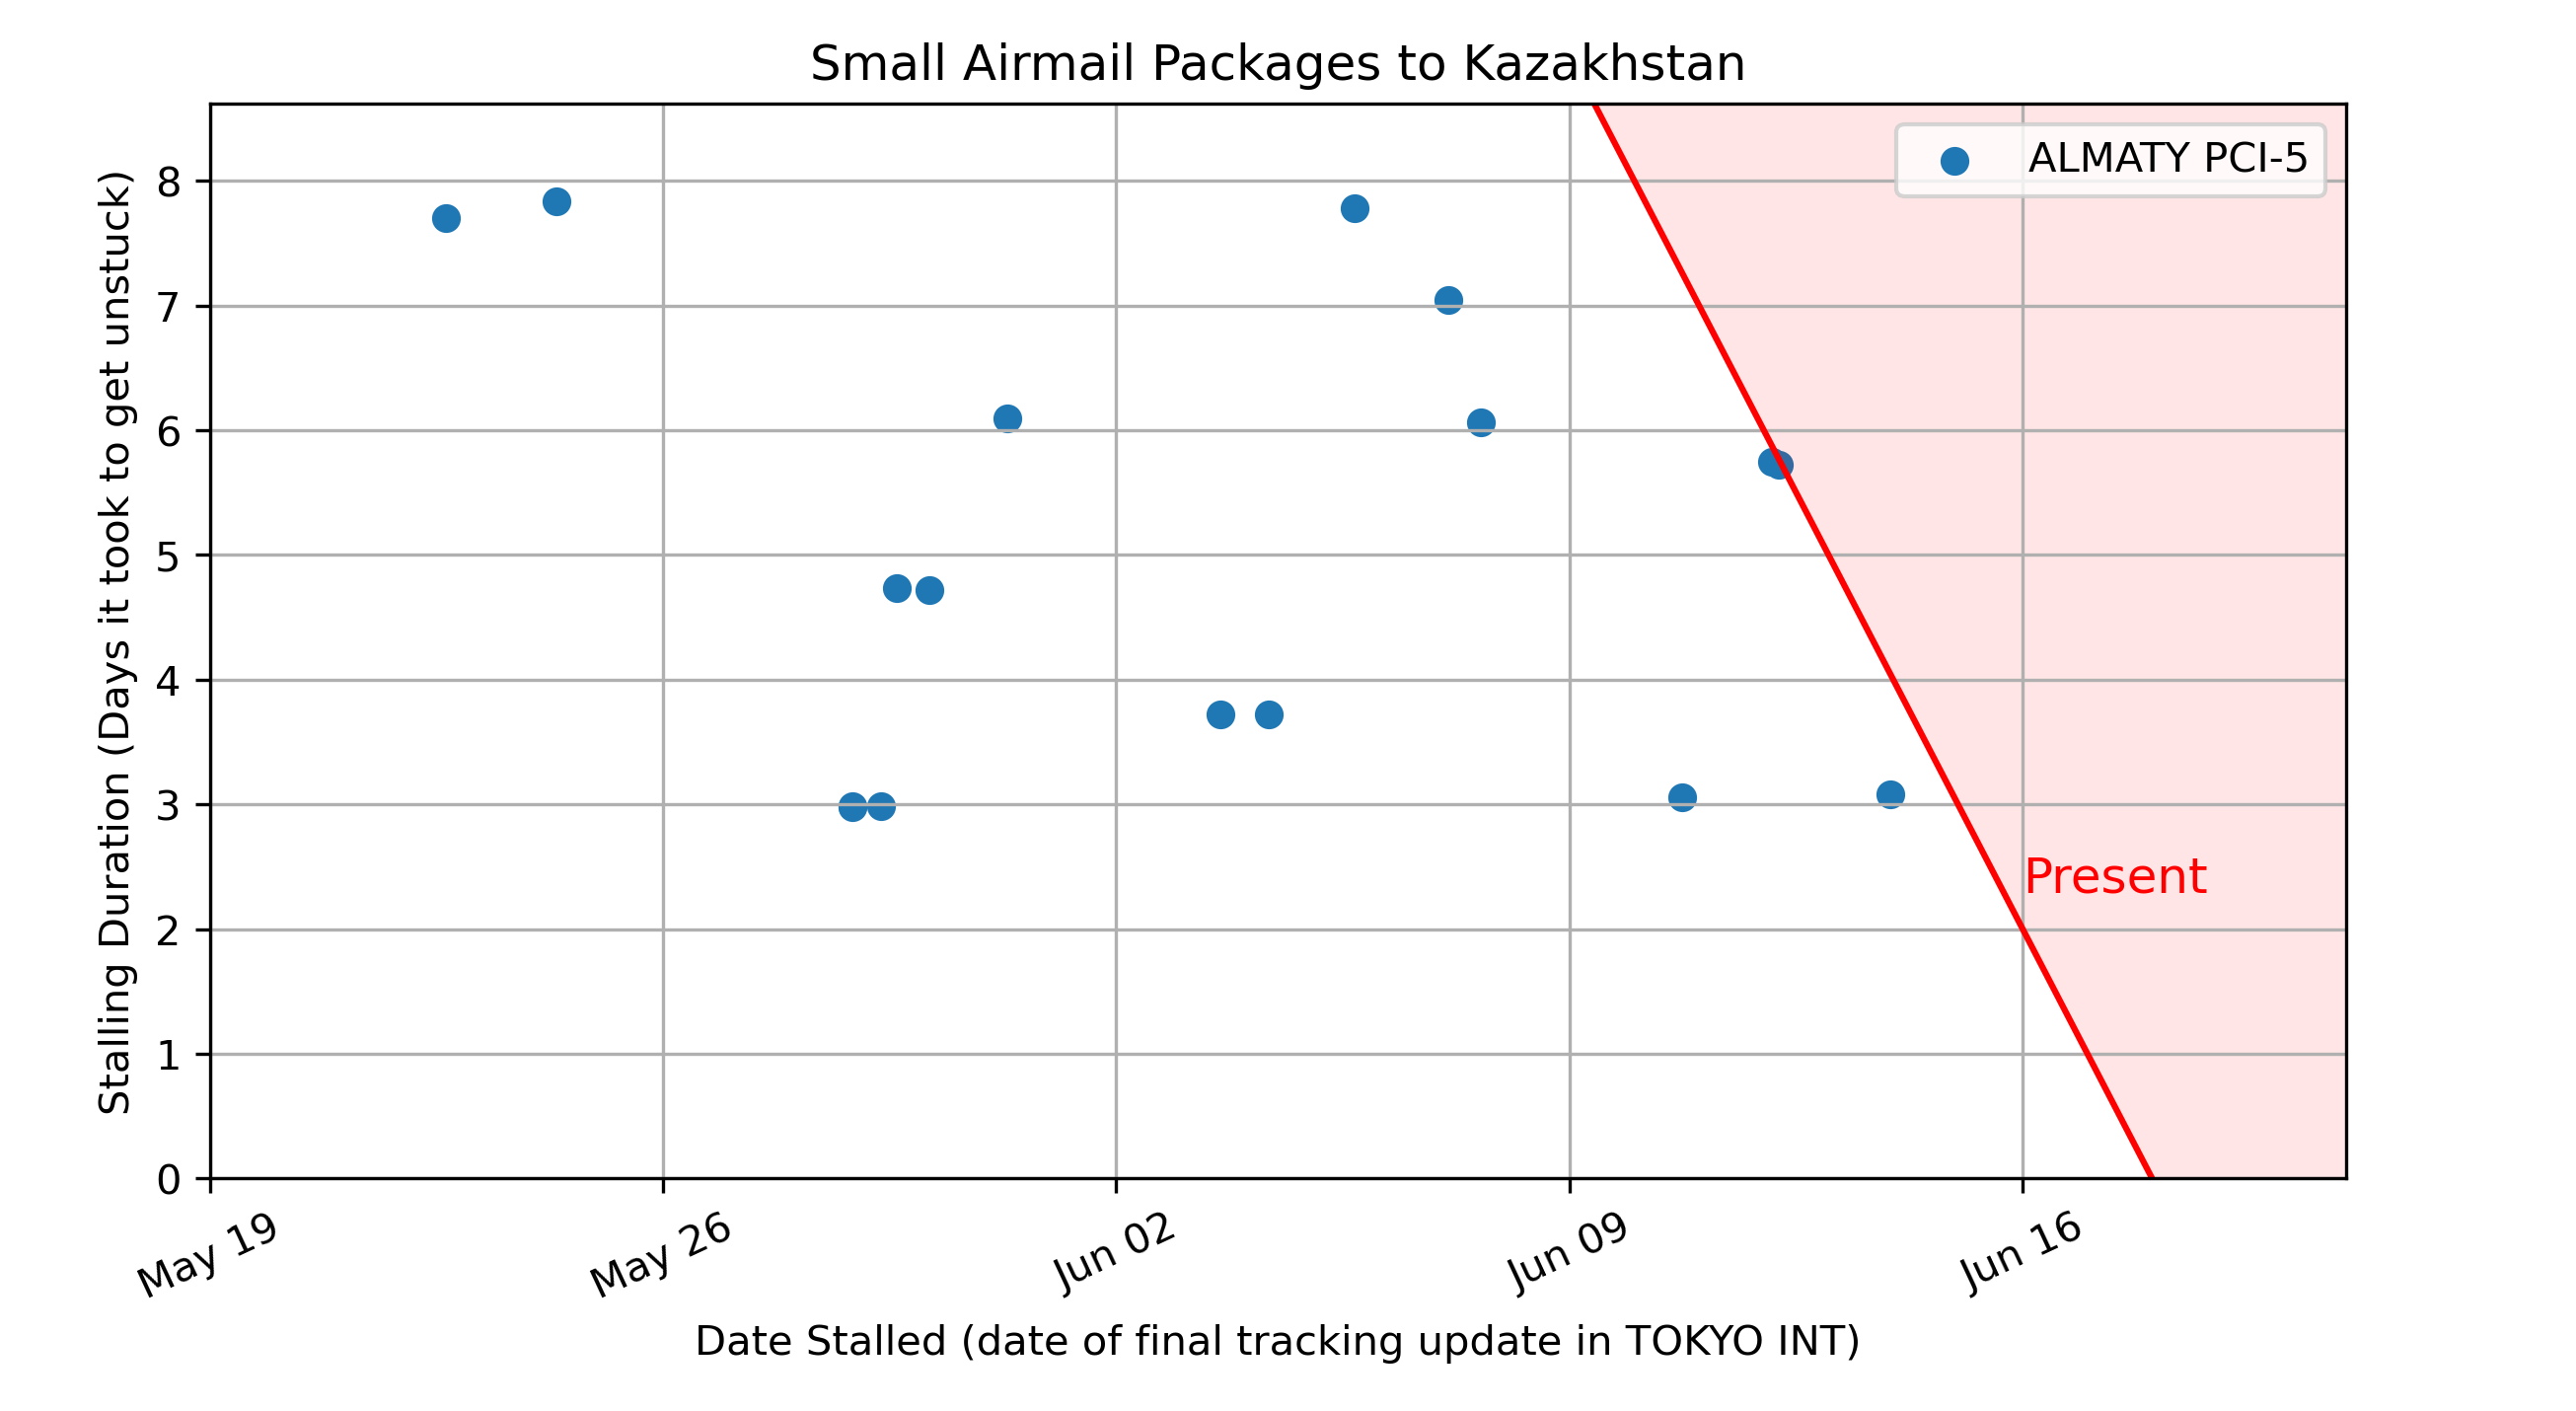 Small Airmail Packages to Kazakhstan
ALMATY PCI-5
Stalling Duration (Days it took to get unstuck)
8
7
6
5
4
3
2
1
0
Present
May 19
May 26
Jun 02
Jun 09
Jun 16
Date Stalled (date of final tracking update in TOKYO INT)